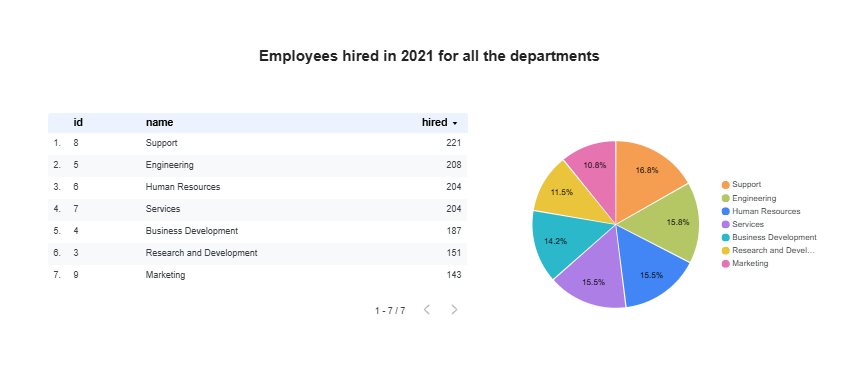 Employees hired in 2021 for all the departments
id name hired
1. 8 Support 221
2. 5 Engineering 208
3. 6 Human Resources 204
4. 7 Services 204
5. 4 Business Development 187
6. 3 Research and Development 151
7. 9 Marketing 143
1 - 7 / 7
10.8%
16.8%
11.5%
15.8%
14.2%
15.5%
15.5%
Support
Engineering
Human Resources
Services
Business Development
Research and Devel...
Marketing